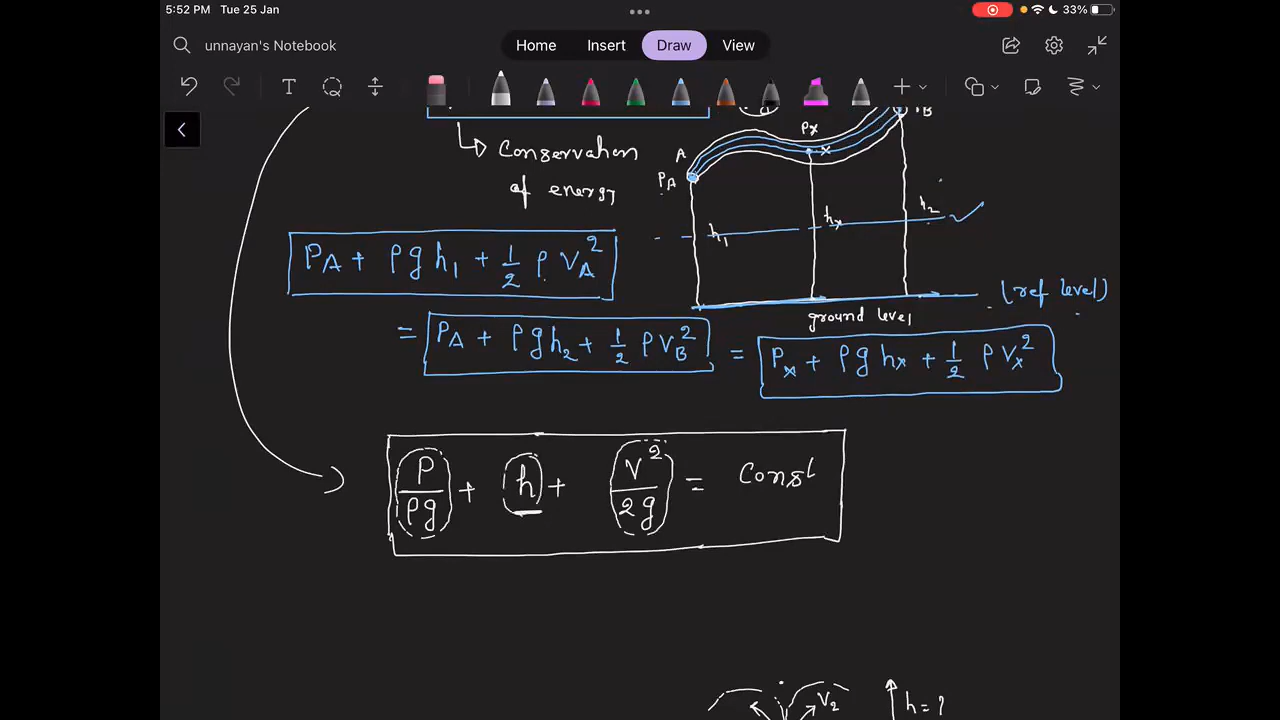 5:52 PM Tue 25 Jan
33%
unnayan's Notebook
Home Insert Draw View
T
Conservation
of energy
A
PA
Px
x
B
h1
hx
h2
(ref level)
ground level
PA + ρgh1 + 1/2 ρVA²
= PA + ρgh2 + 1/2 ρVB² = Px + ρghx + 1/2 ρVx²
P/ρg + h + V²/2g = Const
V2
h = ?